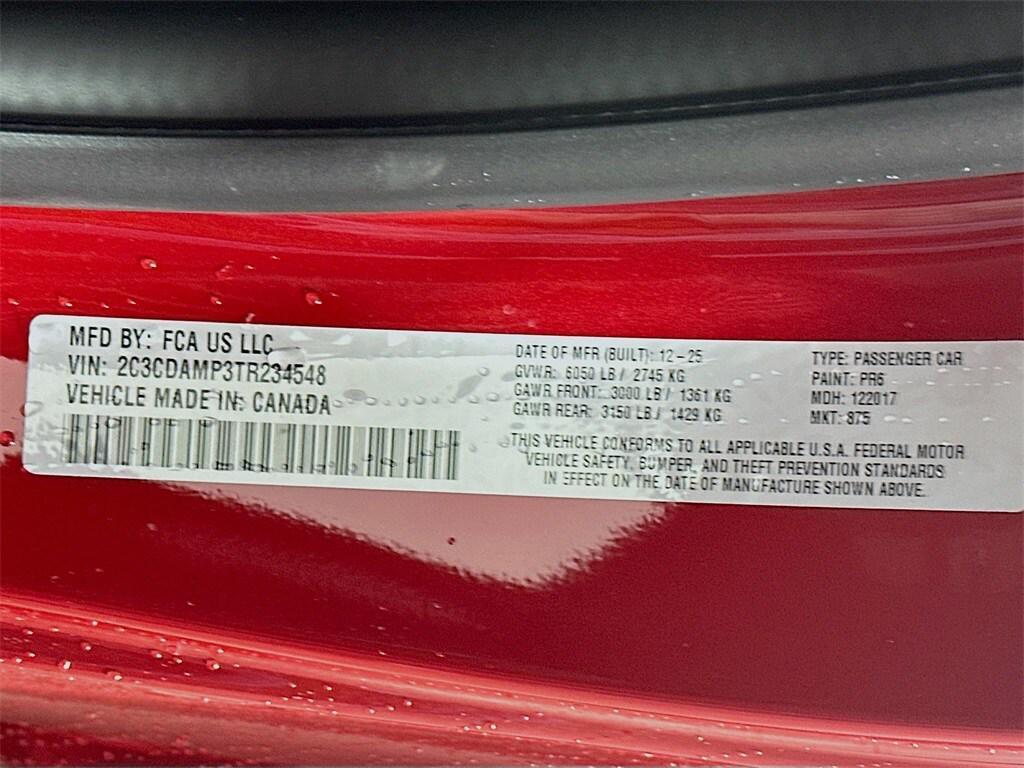 MFD BY: FCA US LLC
VIN: 2C3CDAMP3TR234548
VEHICLE MADE IN: CANADA
DATE OF MFR (BUILT): 12-25
GVWR: 6050 LB / 2745 KG
GAWR FRONT: 3000 LB / 1361 KG
GAWR REAR: 3150 LB / 1429 KG
TYPE: PASSENGER CAR
PAINT: PR6
MDH: 122017
MKT: 875
THIS VEHICLE CONFORMS TO ALL APPLICABLE U.S.A. FEDERAL MOTOR
VEHICLE SAFETY, BUMPER, AND THEFT PREVENTION STANDARDS
IN EFFECT ON THE DATE OF MANUFACTURE SHOWN ABOVE.